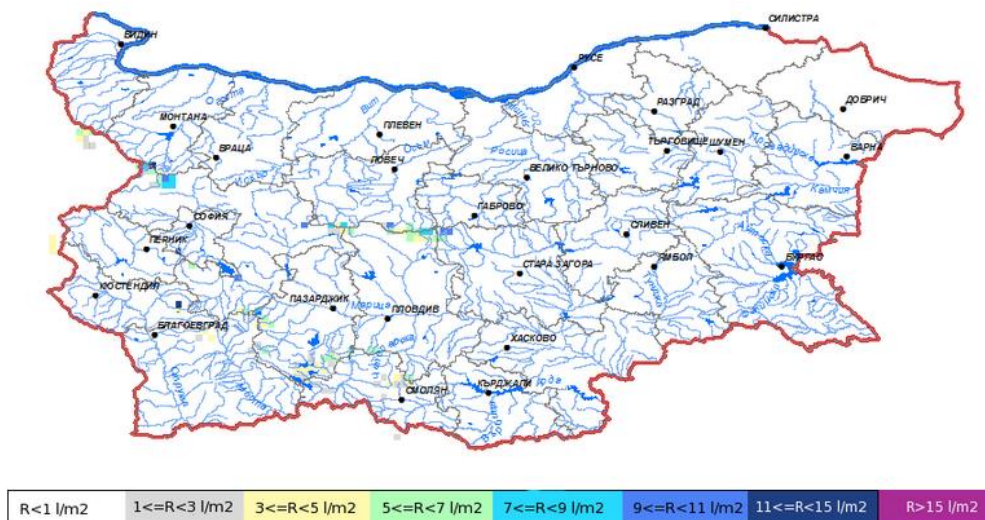 СИЛИСТРА
ВИДИН
РУСЕ
ДОБРИЧ
РАЗГРАД
МОНТАНА
ПЛЕВЕН
Вит
ВРАЦА
ТЪРГОВИЩЕ
ШУМЕН
ВАРНА
ЛОВЕЧ
Росица
ВЕЛИКО ТЪРНОВО
Камчия
ГАБРОВО
СОФИЯ
СЛИВЕН
ПЕРНИК
СТАРА ЗАГОРА
ЯМБОЛ
БУРГАС
КЮСТЕНДИЛ
ПАЗАРДЖИК
Марица
ПЛОВДИВ
БЛАГОЕВГРАД
ХАСКОВО
СМОЛЯН
КЪРДЖАЛИ
R<1 l/m2 1<=R<3 l/m2 3<=R<5 l/m2 5<=R<7 l/m2 7<=R<9 l/m2 9<=R<11 l/m2 11<=R<15 l/m2 R>15 l/m2